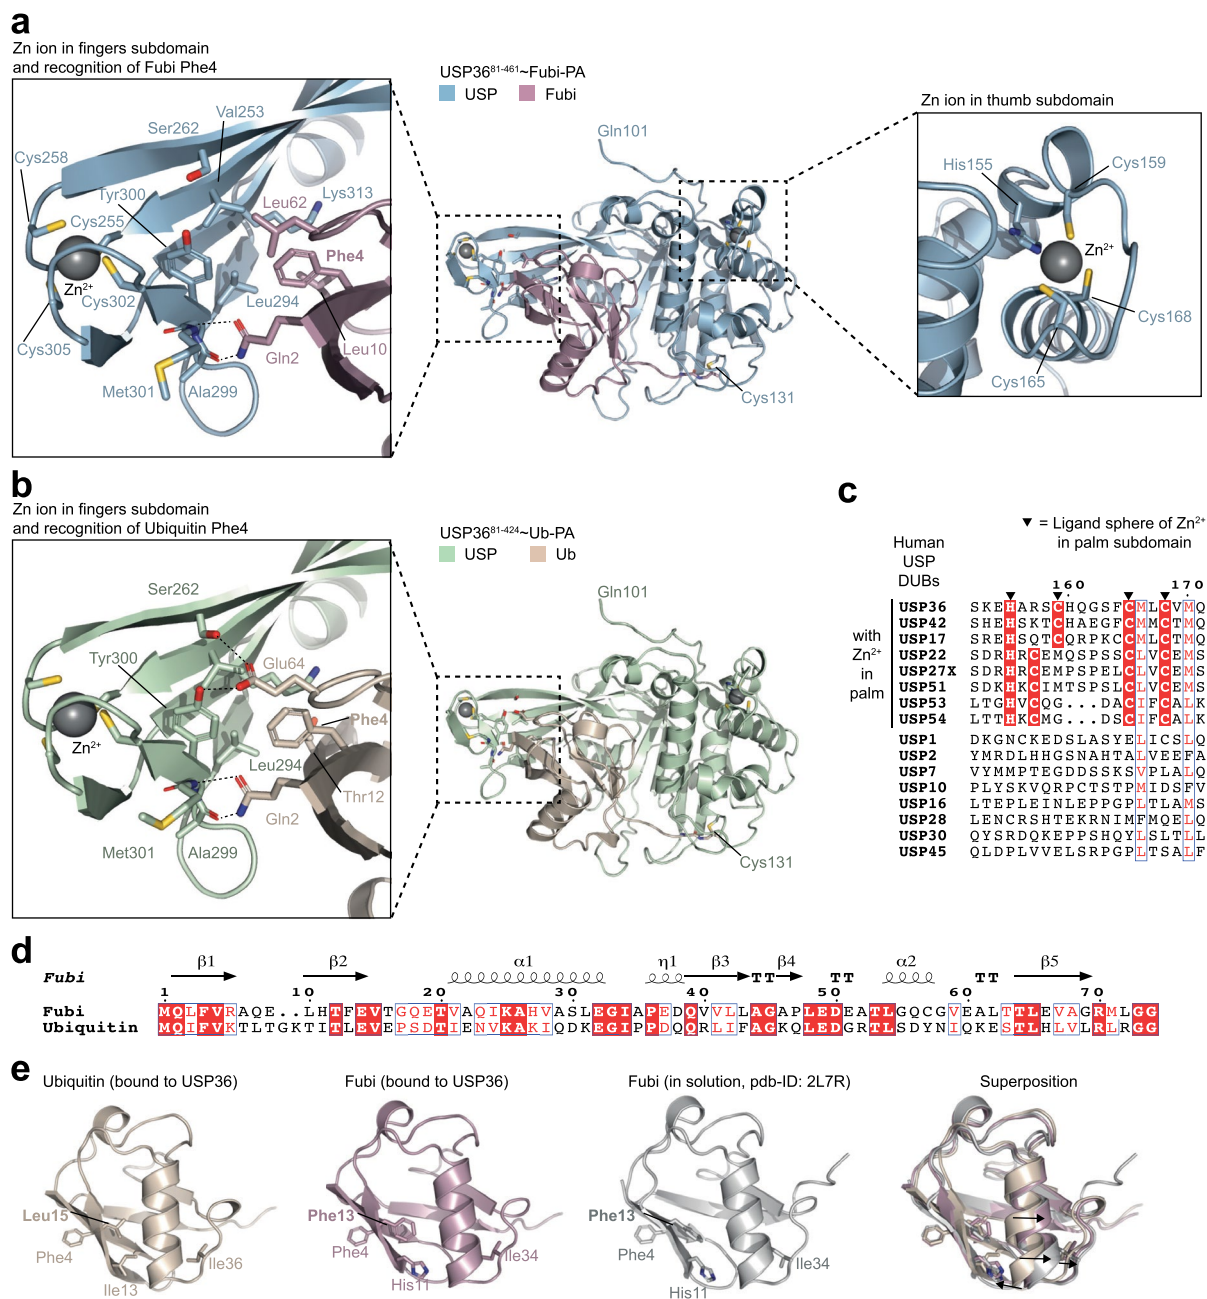 a
Zn ion in fingers subdomain
and recognition of Fubi Phe4
Val253
Ser262
Cys258
Tyr300
Lys313
Leu62
Cys255
Phe4
Zn2+
Cys302
Leu294
Cys305
Gln2
Leu10
Met301
Ala299
USP3681-461~Fubi-PA
USP
Fubi
Gln101
Cys131
Zn ion in thumb subdomain
His155
Cys159
Zn2+
Cys168
Cys165
b
Zn ion in fingers subdomain
and recognition of Ubiquitin Phe4
Ser262
Tyr300
Glu64
Phe4
Zn2+
Leu294
Thr12
Gln2
Met301
Ala299
USP3681-424~Ub-PA
USP
Ub
Gln101
Cys131
c
▼ = Ligand sphere of Zn2+
in palm subdomain
Human
USP
DUBs
160 170
with
Zn2+
in
palm
USP36 SKEHARSCHQGSFCMLCVMQ
USP42 SHEHSKTCHAEGFCMMCTMQ
USP17 SREHSQTCQRPKCCMLCTMQ
USP22 SDRHRCEMQSPSSCLVCEMS
USP27X SDRHRCEMPSPELCLVCEMS
USP51 SDKHKCIMTSPSLCLVCEMS
USP53 LTGHVCQG...DACIFCALK
USP54 LTTHKCMG...DSCIFCALK
USP1 DKGNCKEDSLASYELICSLQ
USP2 YMRDLHHGSNAHTALVEEFA
USP7 VYMMPTEGDDSSKSVPLALQ
USP10 PLYSKVQRPCTSTPMIDSFV
USP16 LTEPLEINLEPPGPLTLAMS
USP28 LENCRSHTEKRNIMFMQELQ
USP30 QYSRDQKEPPSHQYLSLTLL
USP45 QLDPLVVELSRPGPLTSALF
d
β1 β2 α1 η1 β3 β4 α2 β5
Fubi TT TT TT
1 10 20 30 40 50 60 70
Fubi MQLFVRAQE..LHTFEVTGQETVAQIKAHVASLEGIAPEDQVVLLAGAPLEDEATLGQCGVEALTTLEVAGRMLGG
Ubiquitin MQIFVKTLTGKTITLEVEPSDTIENVKAKIQDKEGIPPDQQRLIFAGKQLEDGRTLSDYNIQKESTLHLVLRLRGG
e
Ubiquitin (bound to USP36)
Leu15
Phe4
Ile13
Ile36
Fubi (bound to USP36)
Phe13
Phe4
His11
Ile34
Fubi (in solution, pdb-ID: 2L7R)
Phe13
Phe4
His11
Ile34
Superposition